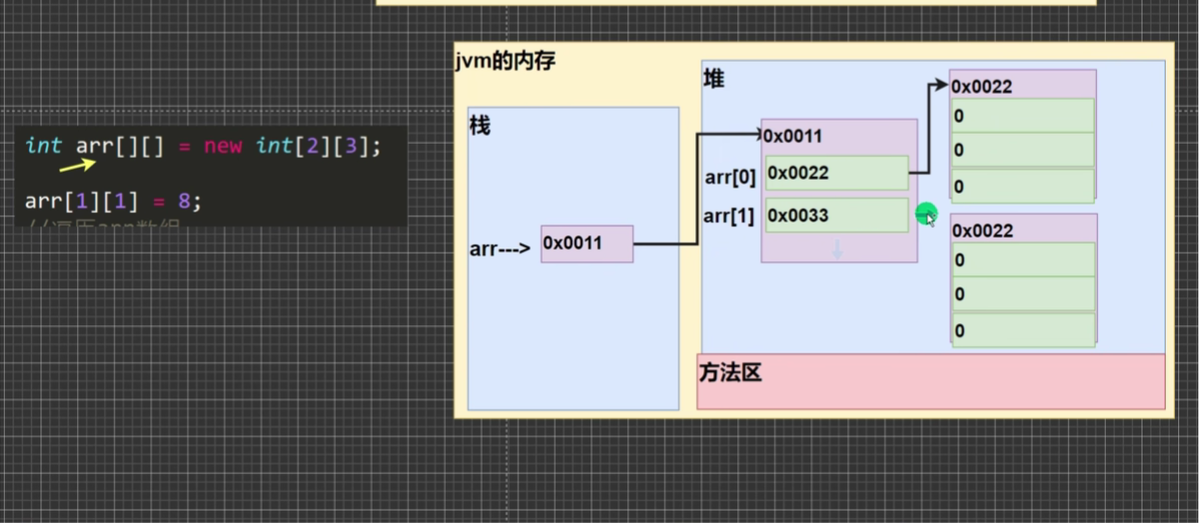 int arr[][] = new int[2][3];
arr[1][1] = 8;
jvm的内存
栈
arr---> 0x0011
堆
0x0011
arr[0] 0x0022
arr[1] 0x0033
0x0022
0
0
0
0x0022
0
0
0
方法区